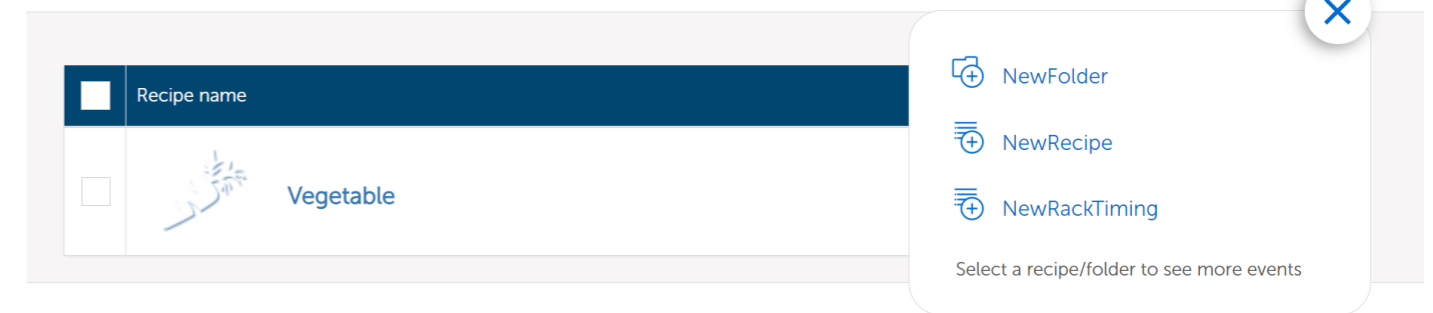 Recipe name
Vegetable
NewFolder
NewRecipe
NewRackTiming
Select a recipe/folder to see more events